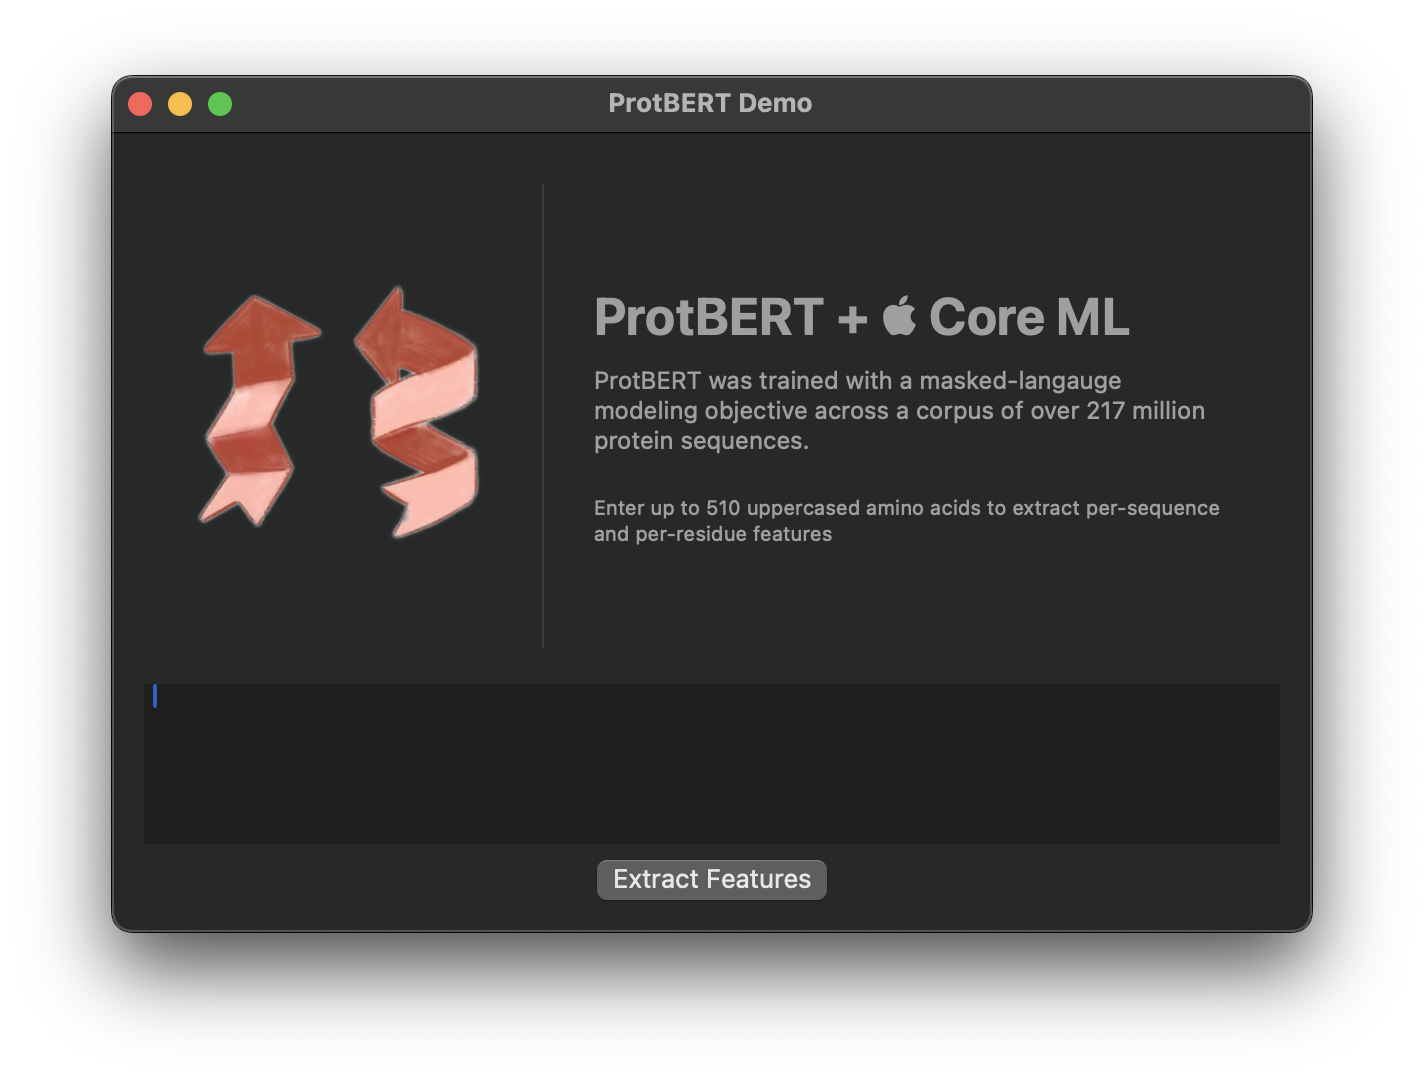 ProtBERT Demo
ProtBERT +  Core ML
ProtBERT was trained with a masked-langauge
modeling objective across a corpus of over 217 million
protein sequences.
Enter up to 510 uppercased amino acids to extract per-sequence
and per-residue features
Extract Features